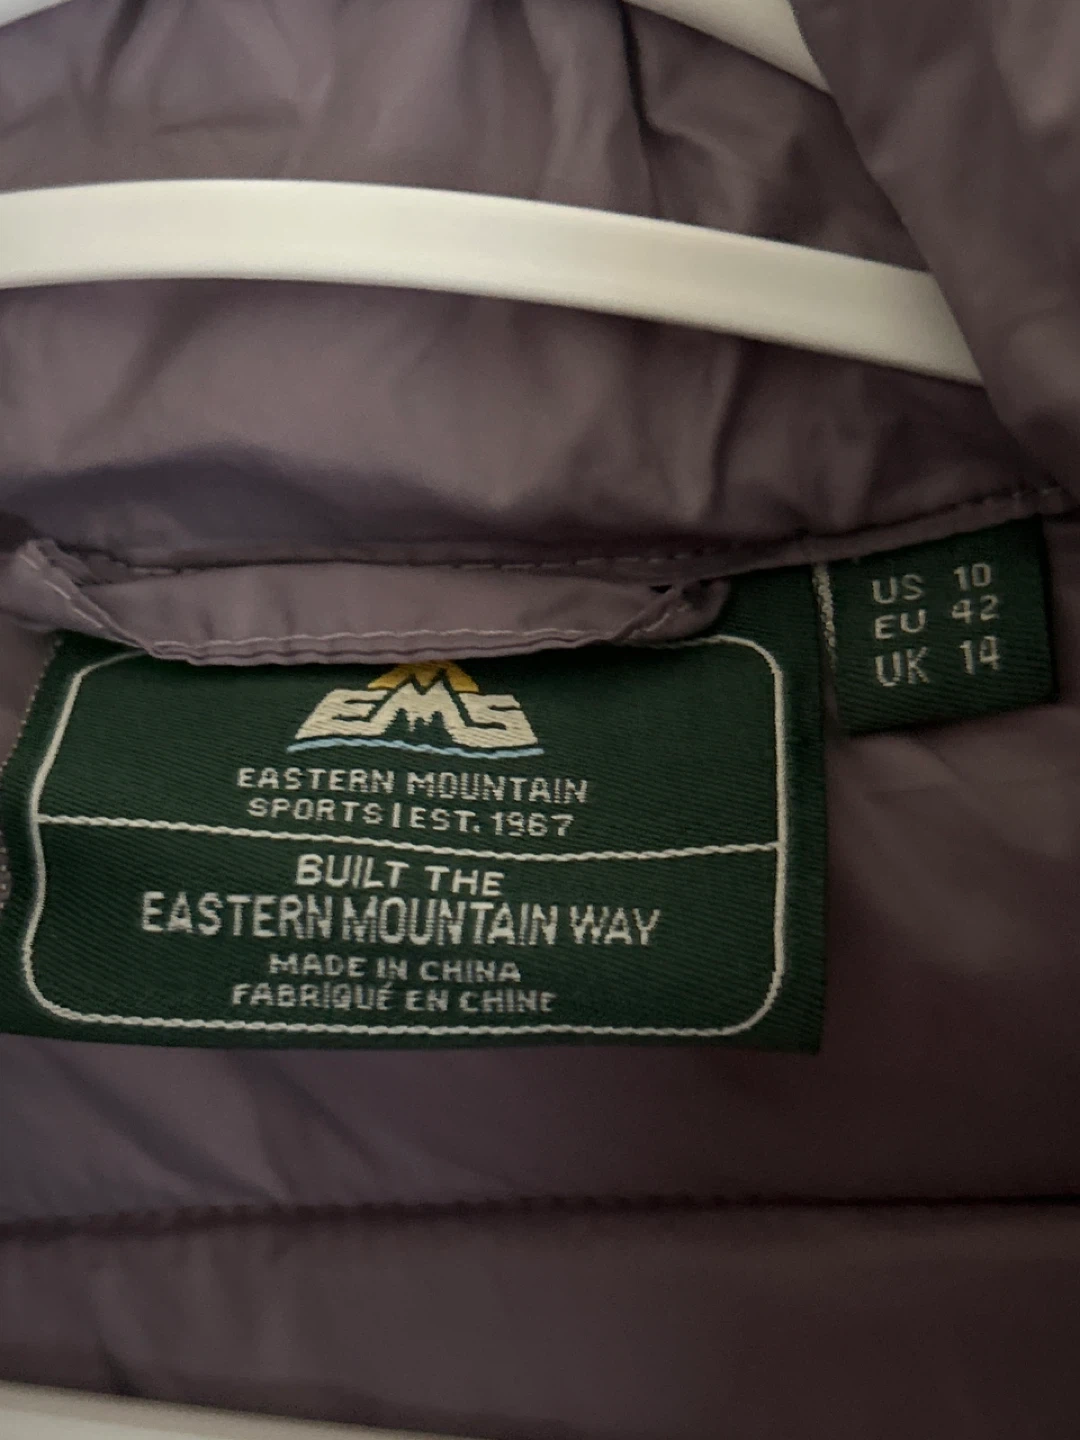 EMS
EASTERN MOUNTAIN
SPORTS | EST. 1967
BUILT THE
EASTERN MOUNTAIN WAY
MADE IN CHINA
FABRIQUÉ EN CHINE
US 10
EU 42
UK 14